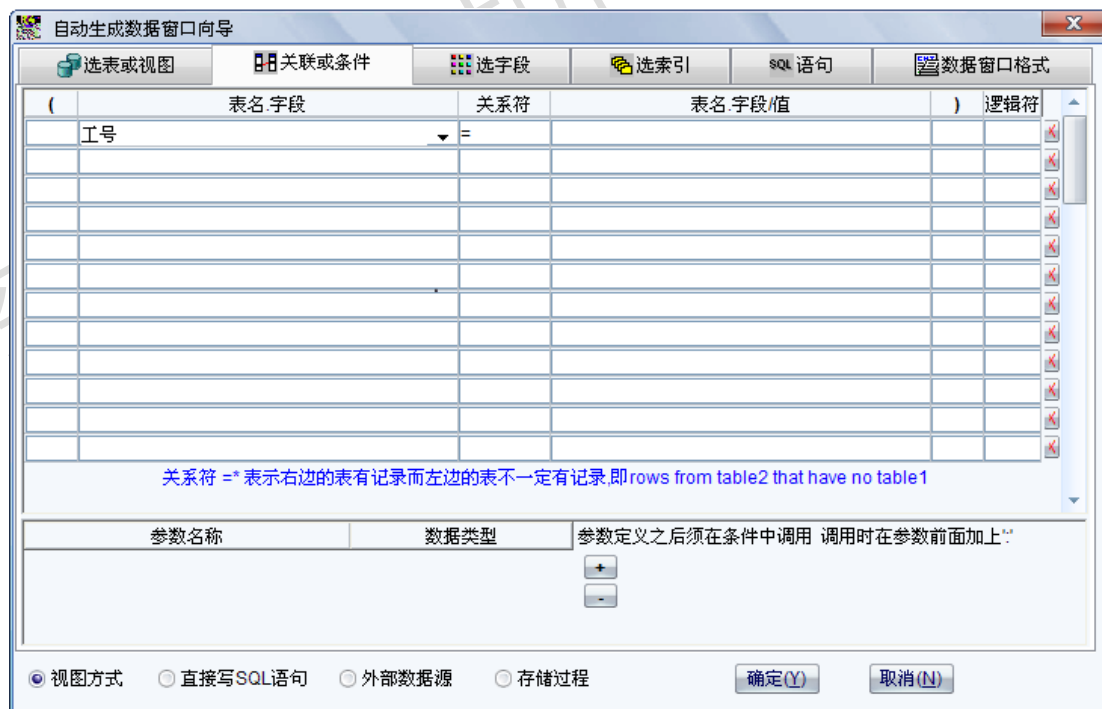 自动生成数据窗口向导
选表或视图 关联或条件 选字段 选索引 SQL 语句 数据窗口格式
( 表名.字段 关系符 表名.字段/值 ) 逻辑符
工号 =
关系符 =* 表示右边的表有记录而左边的表不一定有记录,即rows from table2 that have no table1
参数名称 数据类型 参数定义之后须在条件中调用 调用时在参数前面加上":"
+
-
视图方式 直接写SQL语句 外部数据源 存储过程 确定(Y) 取消(N)